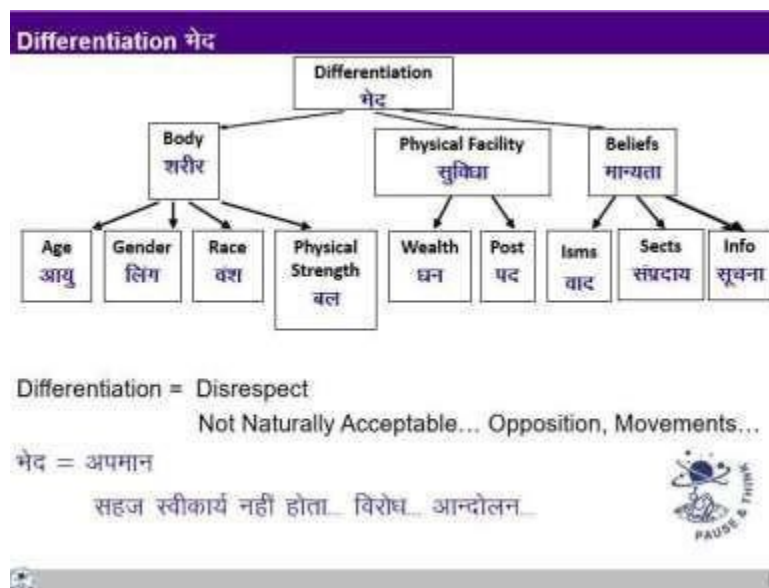 Differentiation भेद
Differentiation
भेद
Body
शरीर
Physical Facility
सुविधा
Beliefs
मान्यता
Age
आयु
Gender
लिंग
Race
वंश
Physical
Strength
बल
Wealth
धन
Post
पद
Isms
वाद
Sects
संप्रदाय
Info
सूचना
Differentiation = Disrespect
Not Naturally Acceptable... Opposition, Movements...
भेद = अपमान
सहज स्वीकार्य नहीं होता... विरोध... आन्दोलन...
PAUSE & THINK